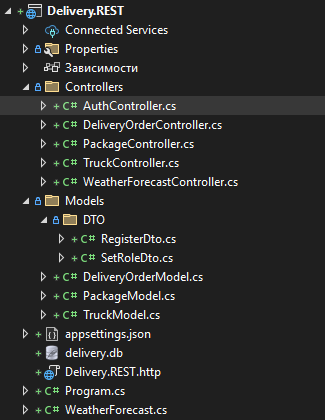 Delivery.REST
Connected Services
Properties
Зависимости
Controllers
C# AuthController.cs
C# DeliveryOrderController.cs
C# PackageController.cs
C# TruckController.cs
C# WeatherForecastController.cs
Models
DTO
C# RegisterDto.cs
C# SetRoleDto.cs
C# DeliveryOrderModel.cs
C# PackageModel.cs
C# TruckModel.cs
appsettings.json
delivery.db
Delivery.REST.http
C# Program.cs
C# WeatherForecast.cs